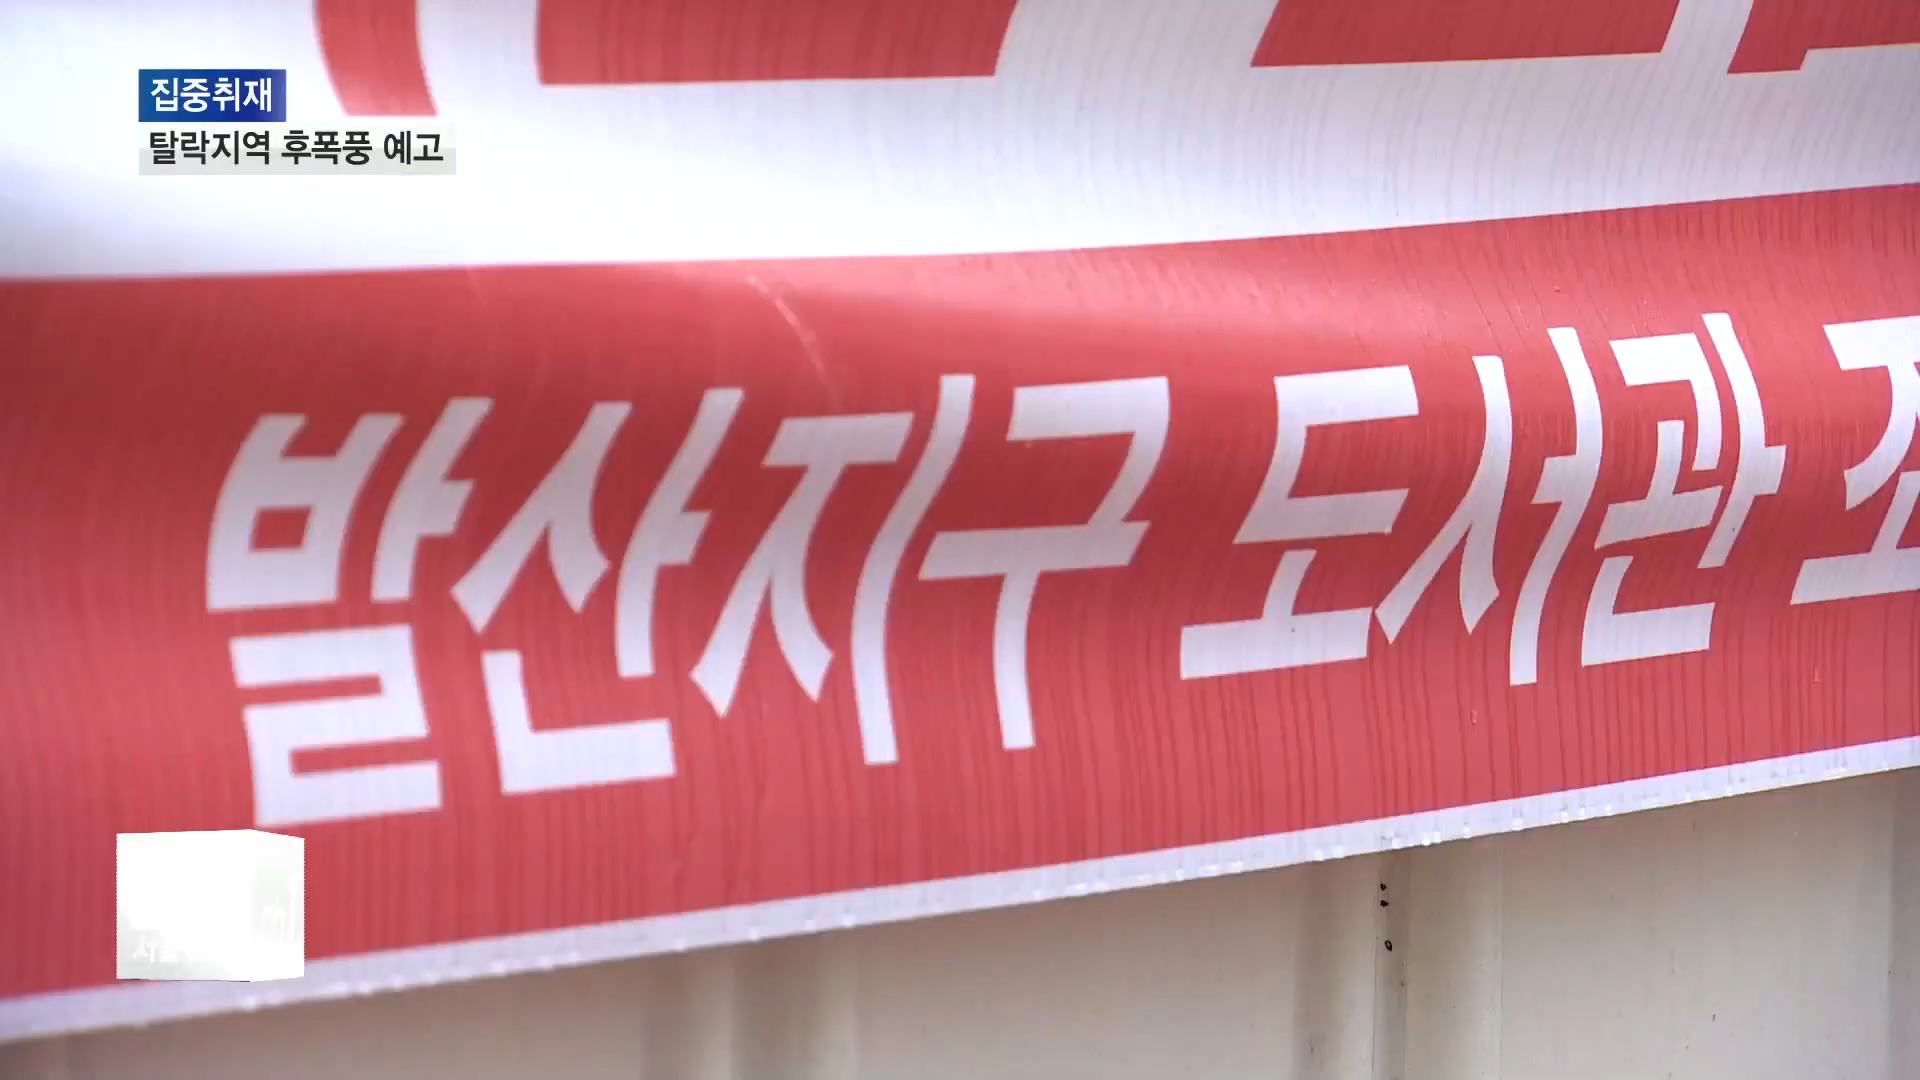 집중취재
탈락지역 후폭풍 예고
발산지구 도서관